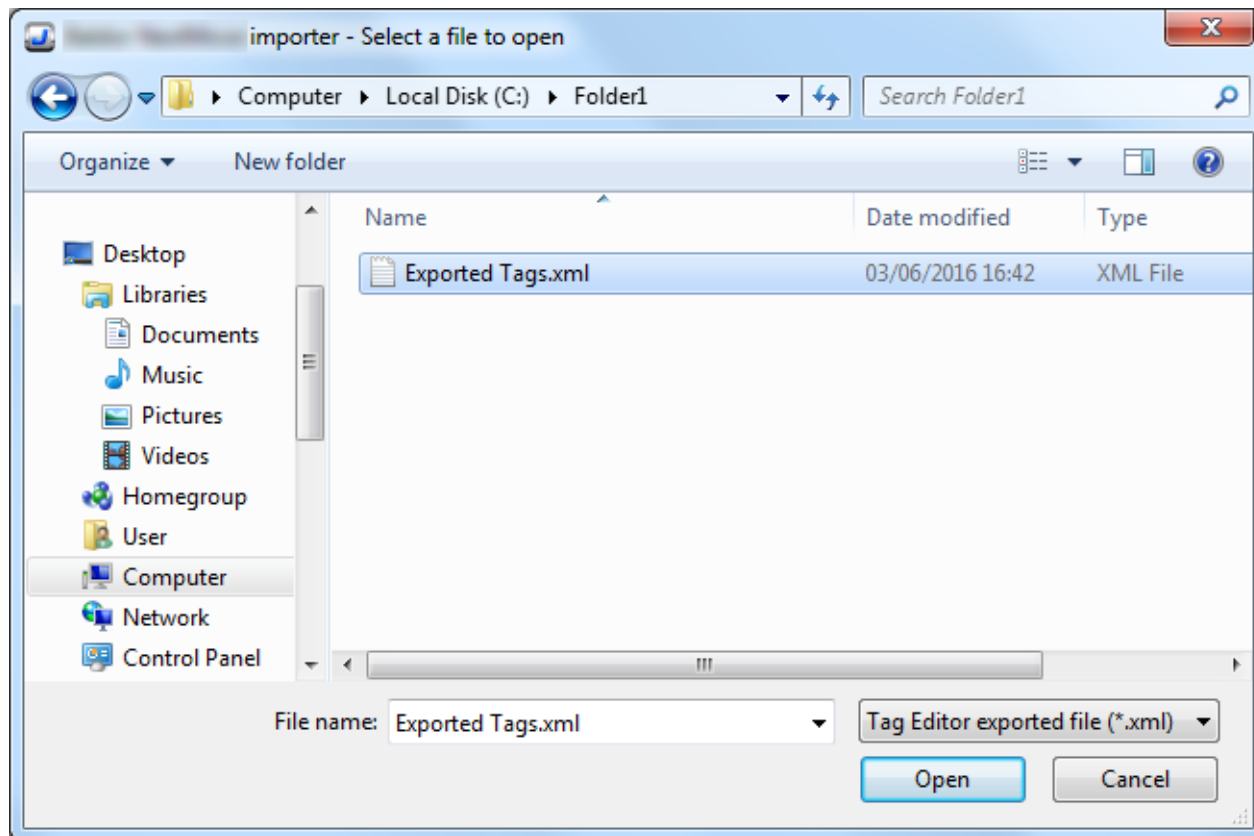 importer - Select a file to open
Computer Local Disk (C:) Folder1 Search Folder1
Organize New folder
Name Date modified Type
Desktop
Exported Tags.xml 03/06/2016 16:42 XML File
Libraries
Documents
Music
Pictures
Videos
Homegroup
User
Computer
Network
Control Panel
File name: Exported Tags.xml Tag Editor exported file (*.xml)
Open Cancel